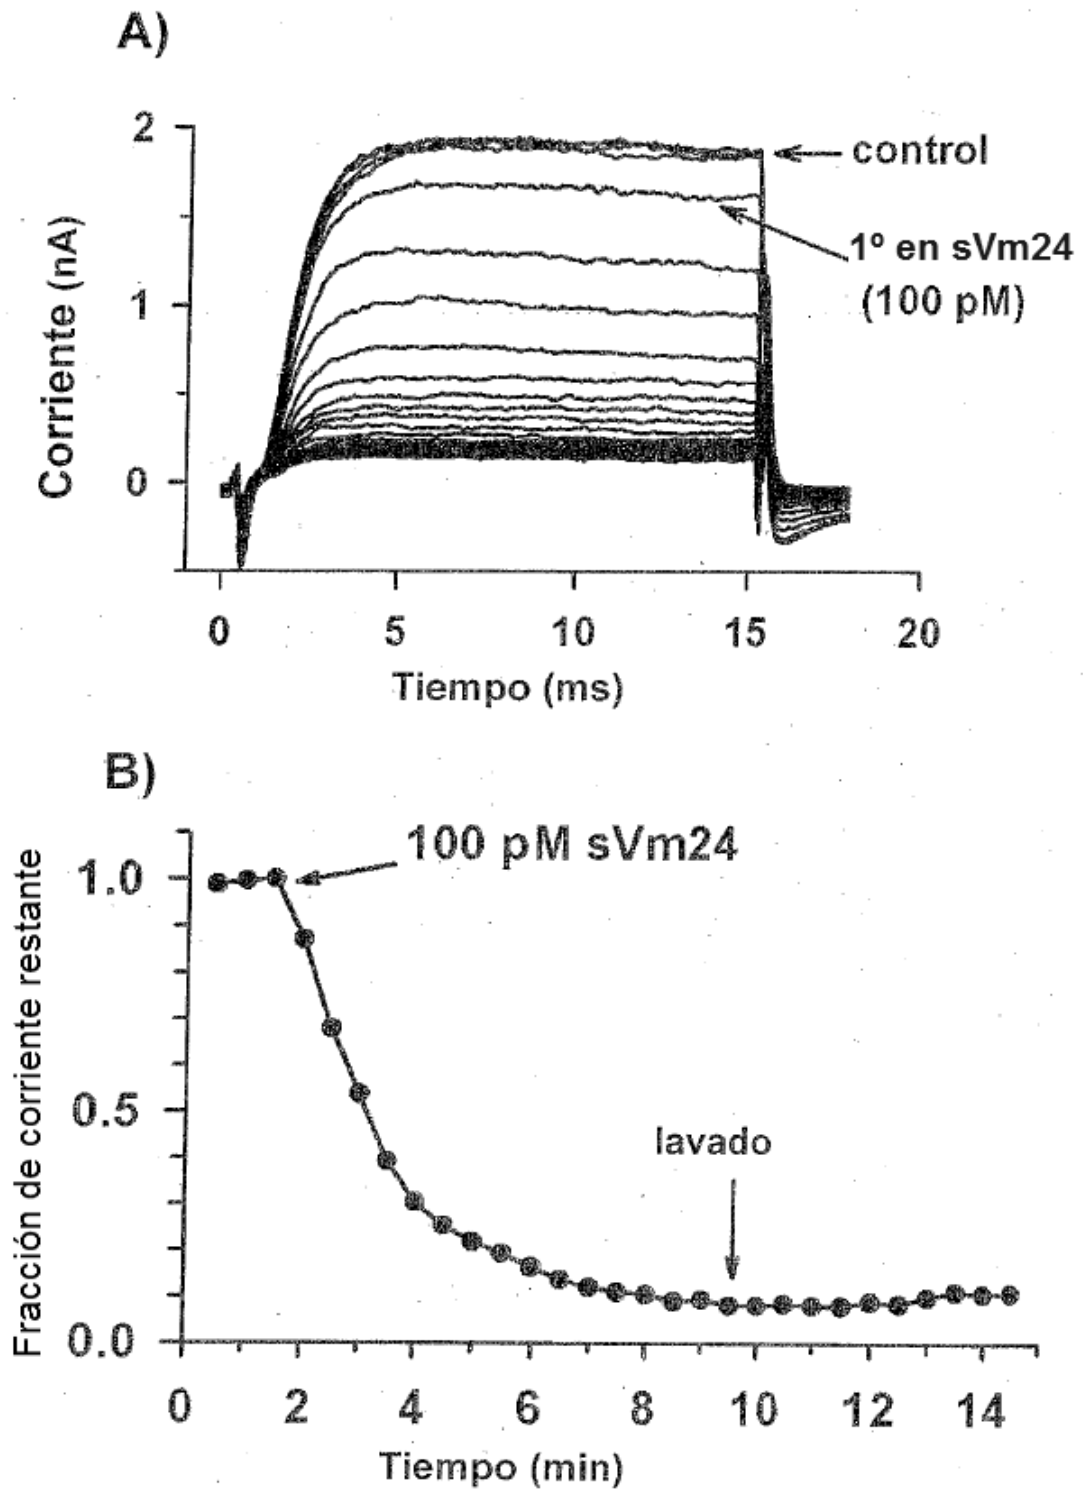 A)
2
1
0
Corriente (nA)
control
1º en sVm24
(100 pM)
0 5 10 15 20
Tiempo (ms)
B)
1.0
0.5
0.0
Fracción de corriente restante
100 pM sVm24
lavado
0 2 4 6 8 10 12 14
Tiempo (min)